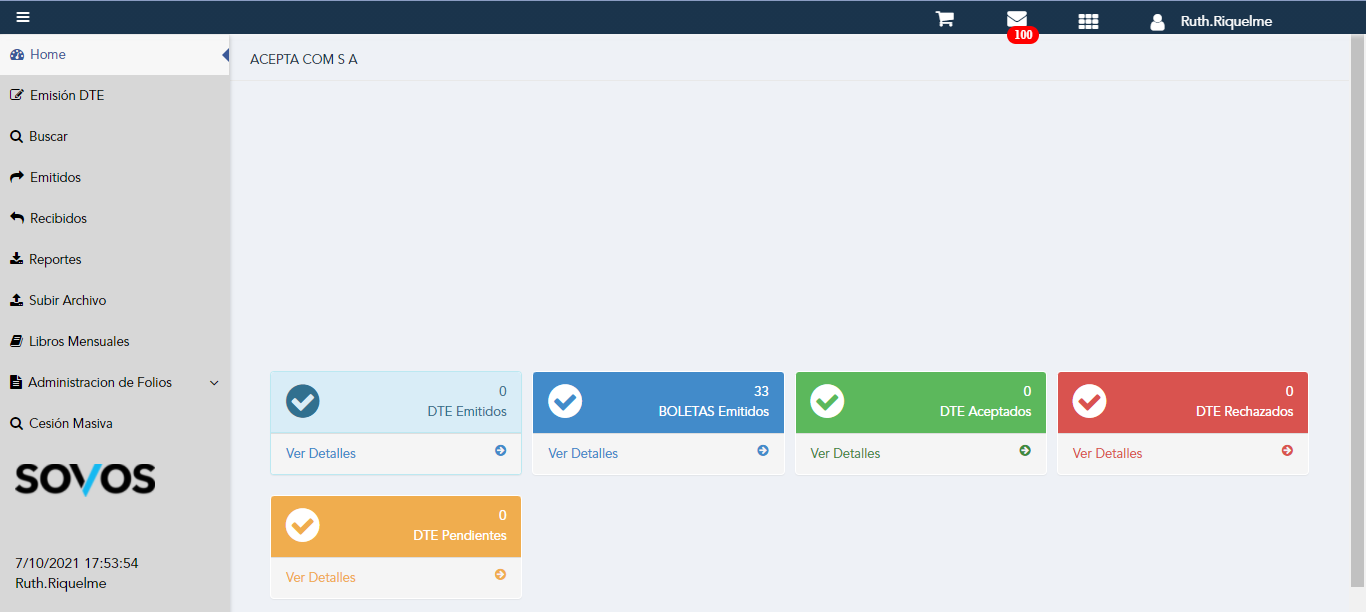 100
Ruth.Riquelme
Home
ACEPTA COM S A
Emisión DTE
Buscar
Emitidos
Recibidos
Reportes
Subir Archivo
Libros Mensuales
Administracion de Folios
Cesión Masiva
SOVOS
7/10/2021 17:53:54
Ruth.Riquelme
0
DTE Emitidos
Ver Detalles
33
BOLETAS Emitidos
Ver Detalles
0
DTE Aceptados
Ver Detalles
0
DTE Rechazados
Ver Detalles
0
DTE Pendientes
Ver Detalles